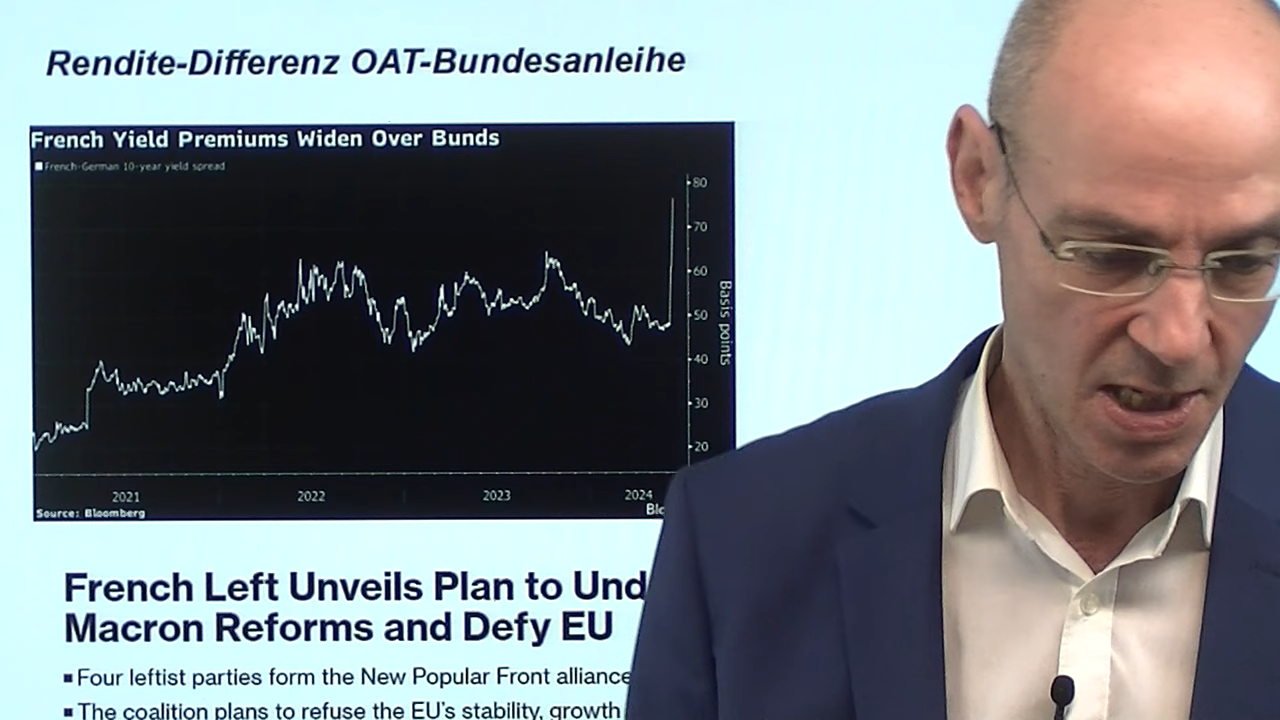 Rendite-Differenz OAT-Bundesanleihe
French Yield Premiums Widen Over Bunds
French-German 10-year yield spread
80
70
60
50
40
30
20
Basis points
2021 2022 2023 2024
Source: Bloomberg
French Left Unveils Plan to
Macron Reforms and Defy EU
Four leftist parties form the New Popular Front alliance
The coalition plans to refuse the EU's stability, growth